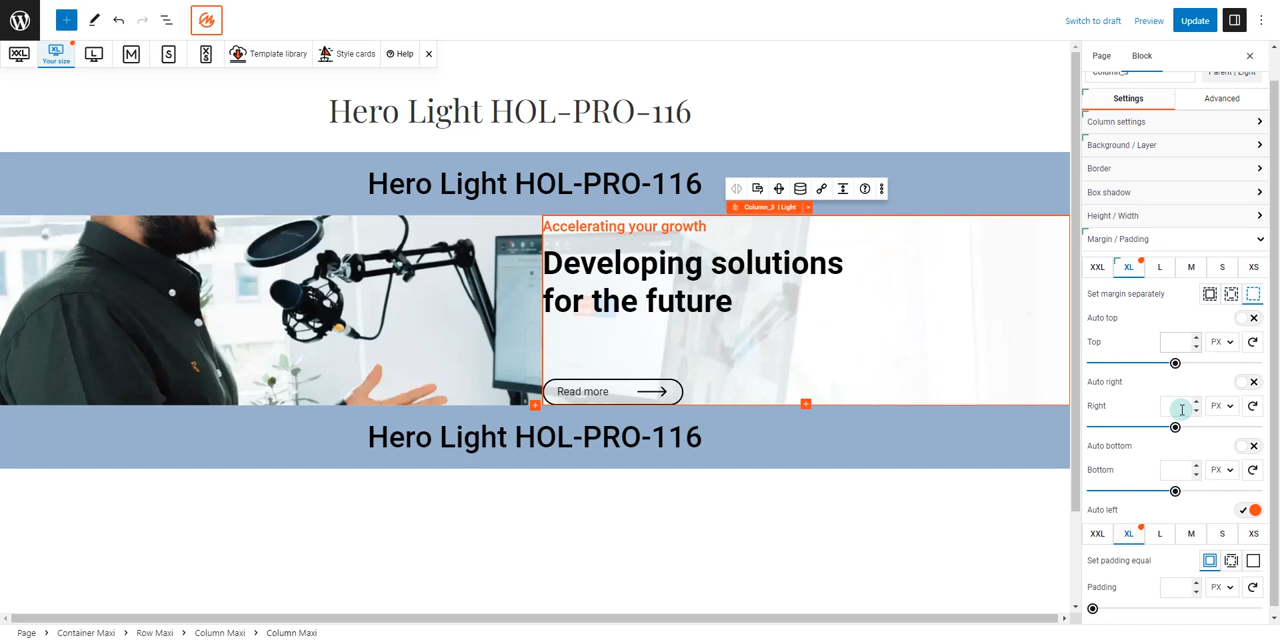 Switch to draft Preview Update
XXL XL Your size L M S XS Template library Style cards Help
Page Block
Column_3 Parent | Light
Hero Light HOL-PRO-116
Settings Advanced
Column settings
Background / Layer
Border
Box shadow
Height / Width
Margin / Padding
XXL XL L M S XS
Set margin separately
Auto top
Top PX
Auto right
Right PX
Auto bottom
Bottom PX
Auto left
XXL XL L M S XS
Set padding equal
Padding PX
Hero Light HOL-PRO-116
Column_3 | Light
Accelerating your growth
Developing solutions
for the future
Read more
Hero Light HOL-PRO-116
Page Container Maxi Row Maxi Column Maxi Column Maxi